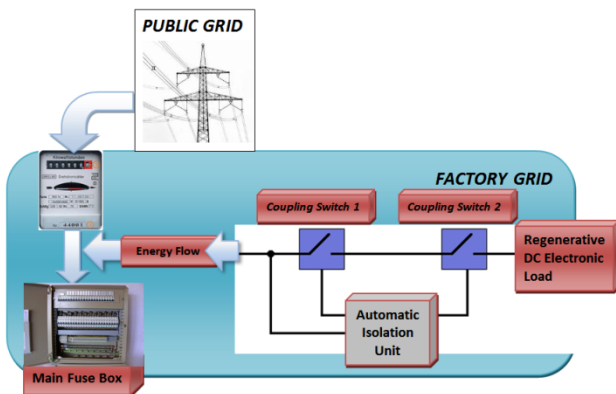 PUBLIC GRID
FACTORY GRID
Coupling Switch 1
Coupling Switch 2
Energy Flow
Regenerative
DC Electronic
Load
Automatic
Isolation
Unit
Main Fuse Box